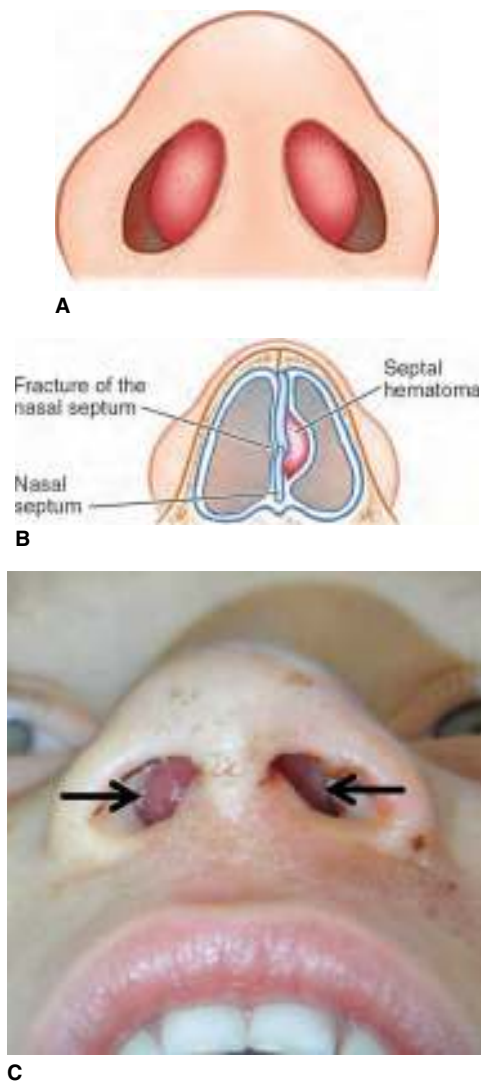 A
Fracture of the
nasal septum
Septal
hematoma
Nasal
septum
B
C